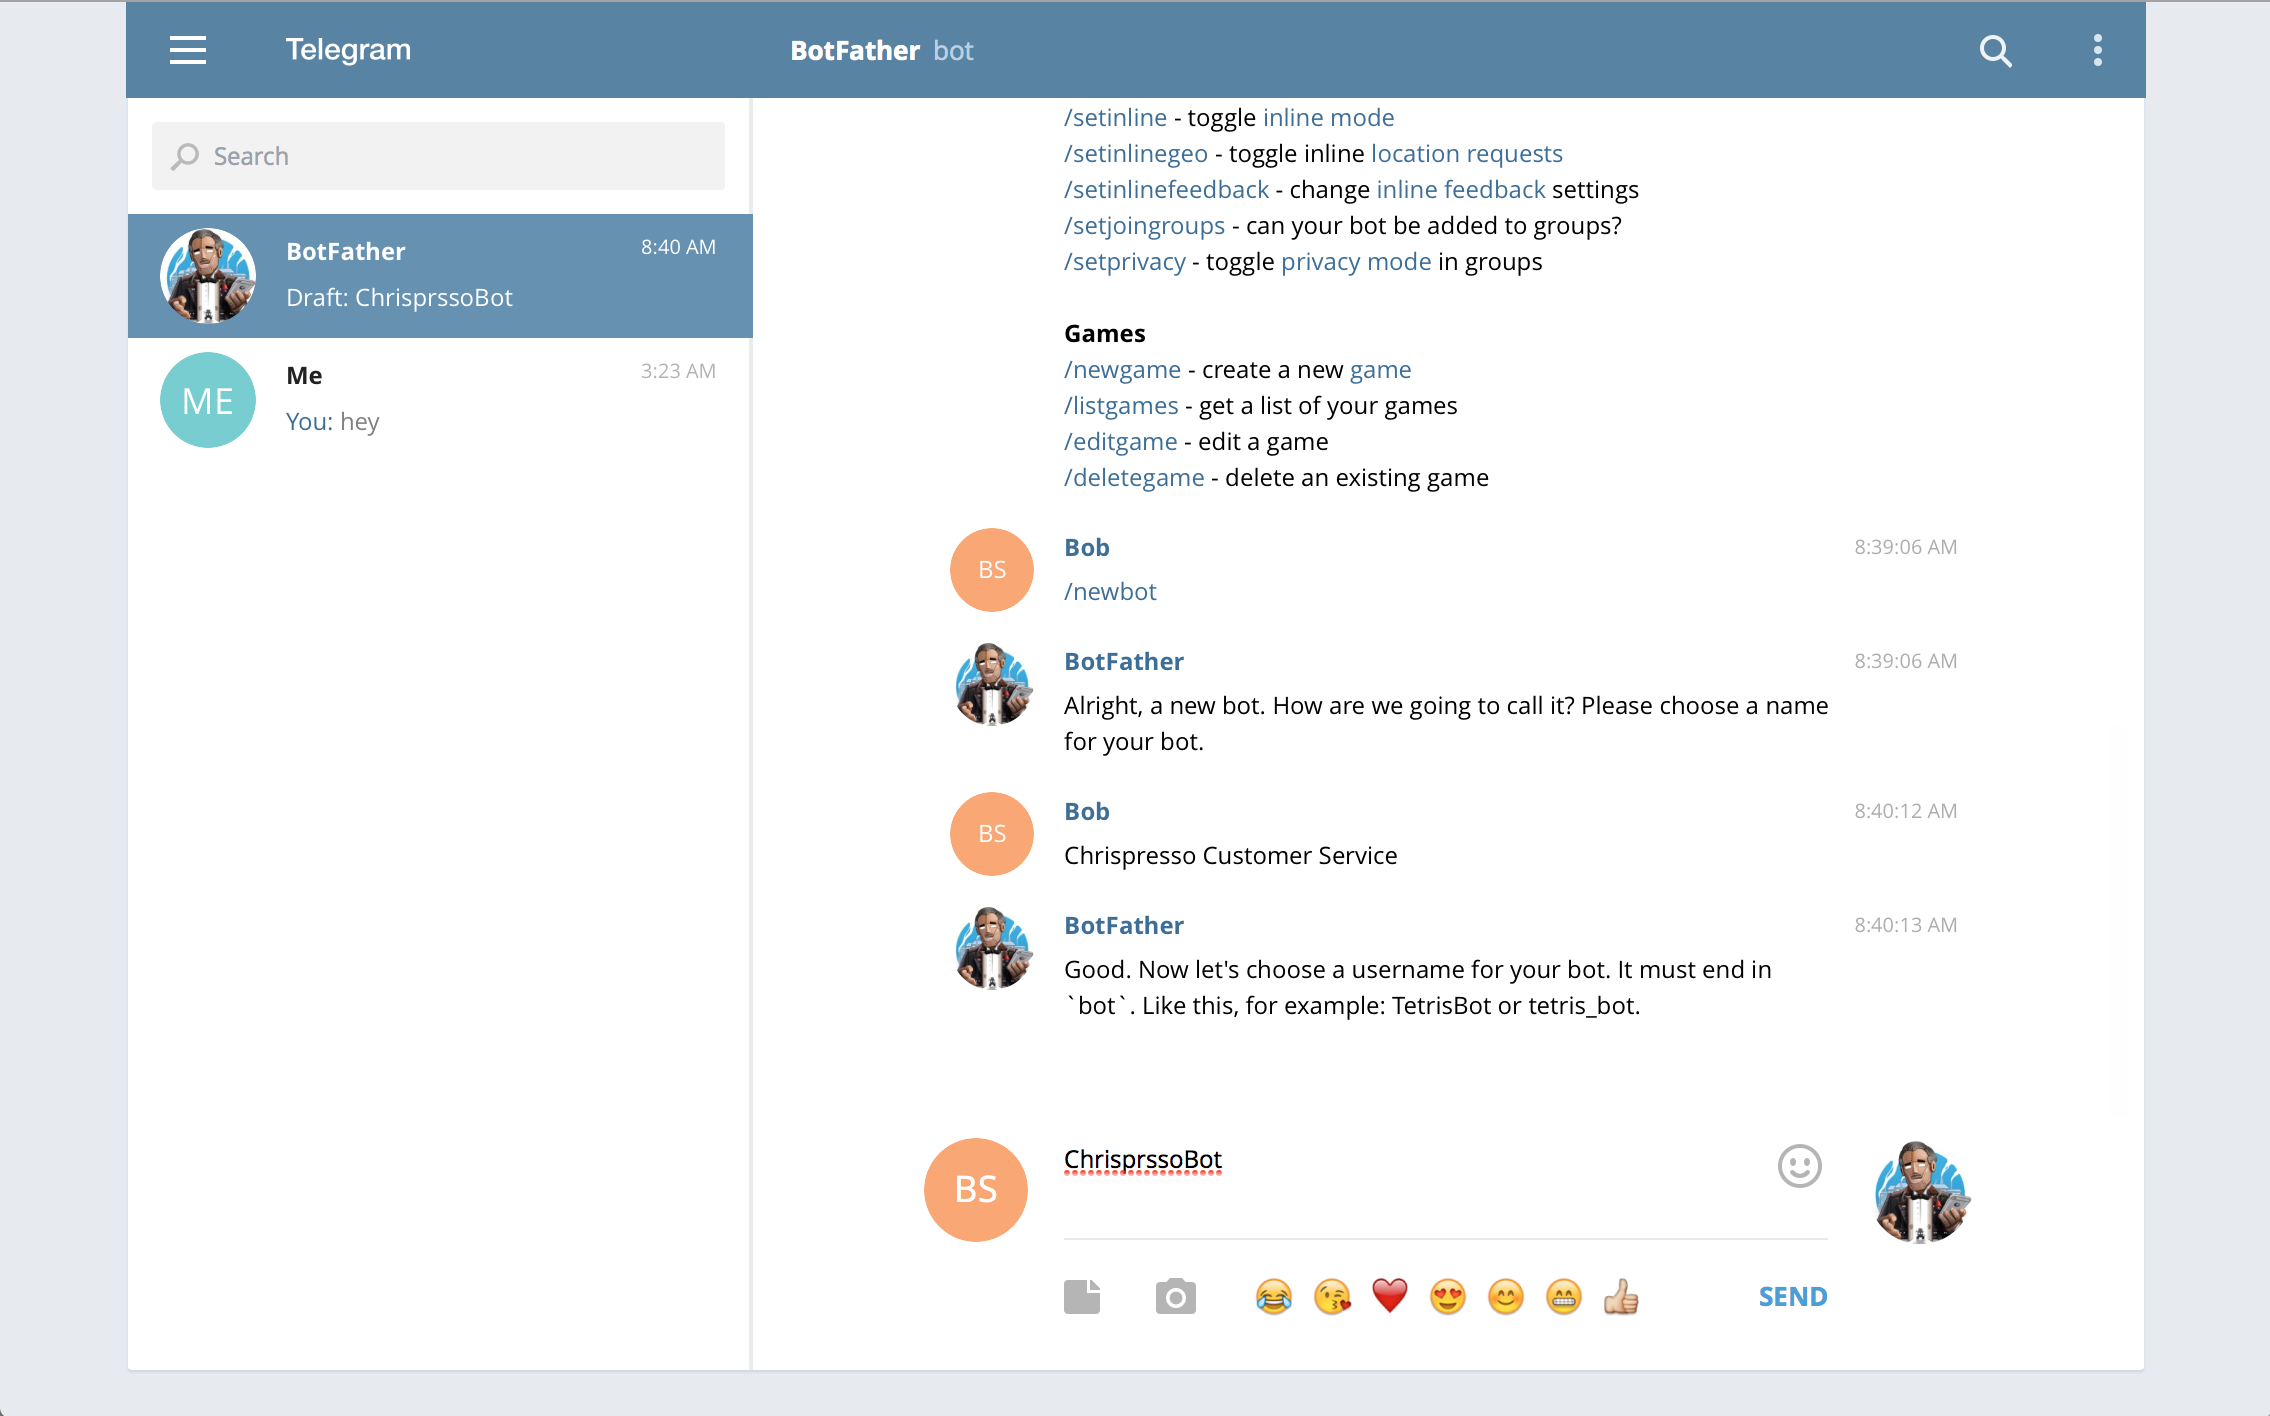 Telegram
BotFather bot
Search
BotFather 8:40 AM
Draft: ChrisprssoBot
ME
Me 3:23 AM
You: hey
/setinline - toggle inline mode
/setinlinegeo - toggle inline location requests
/setinlinefeedback - change inline feedback settings
/setjoingroups - can your bot be added to groups?
/setprivacy - toggle privacy mode in groups
Games
/newgame - create a new game
/listgames - get a list of your games
/editgame - edit a game
/deletegame - delete an existing game
BS
Bob 8:39:06 AM
/newbot
BotFather 8:39:06 AM
Alright, a new bot. How are we going to call it? Please choose a name
for your bot.
BS
Bob 8:40:12 AM
Chrispresso Customer Service
BotFather 8:40:13 AM
Good. Now let's choose a username for your bot. It must end in
`bot`. Like this, for example: TetrisBot or tetris_bot.
BS
ChrisprssoBot
SEND